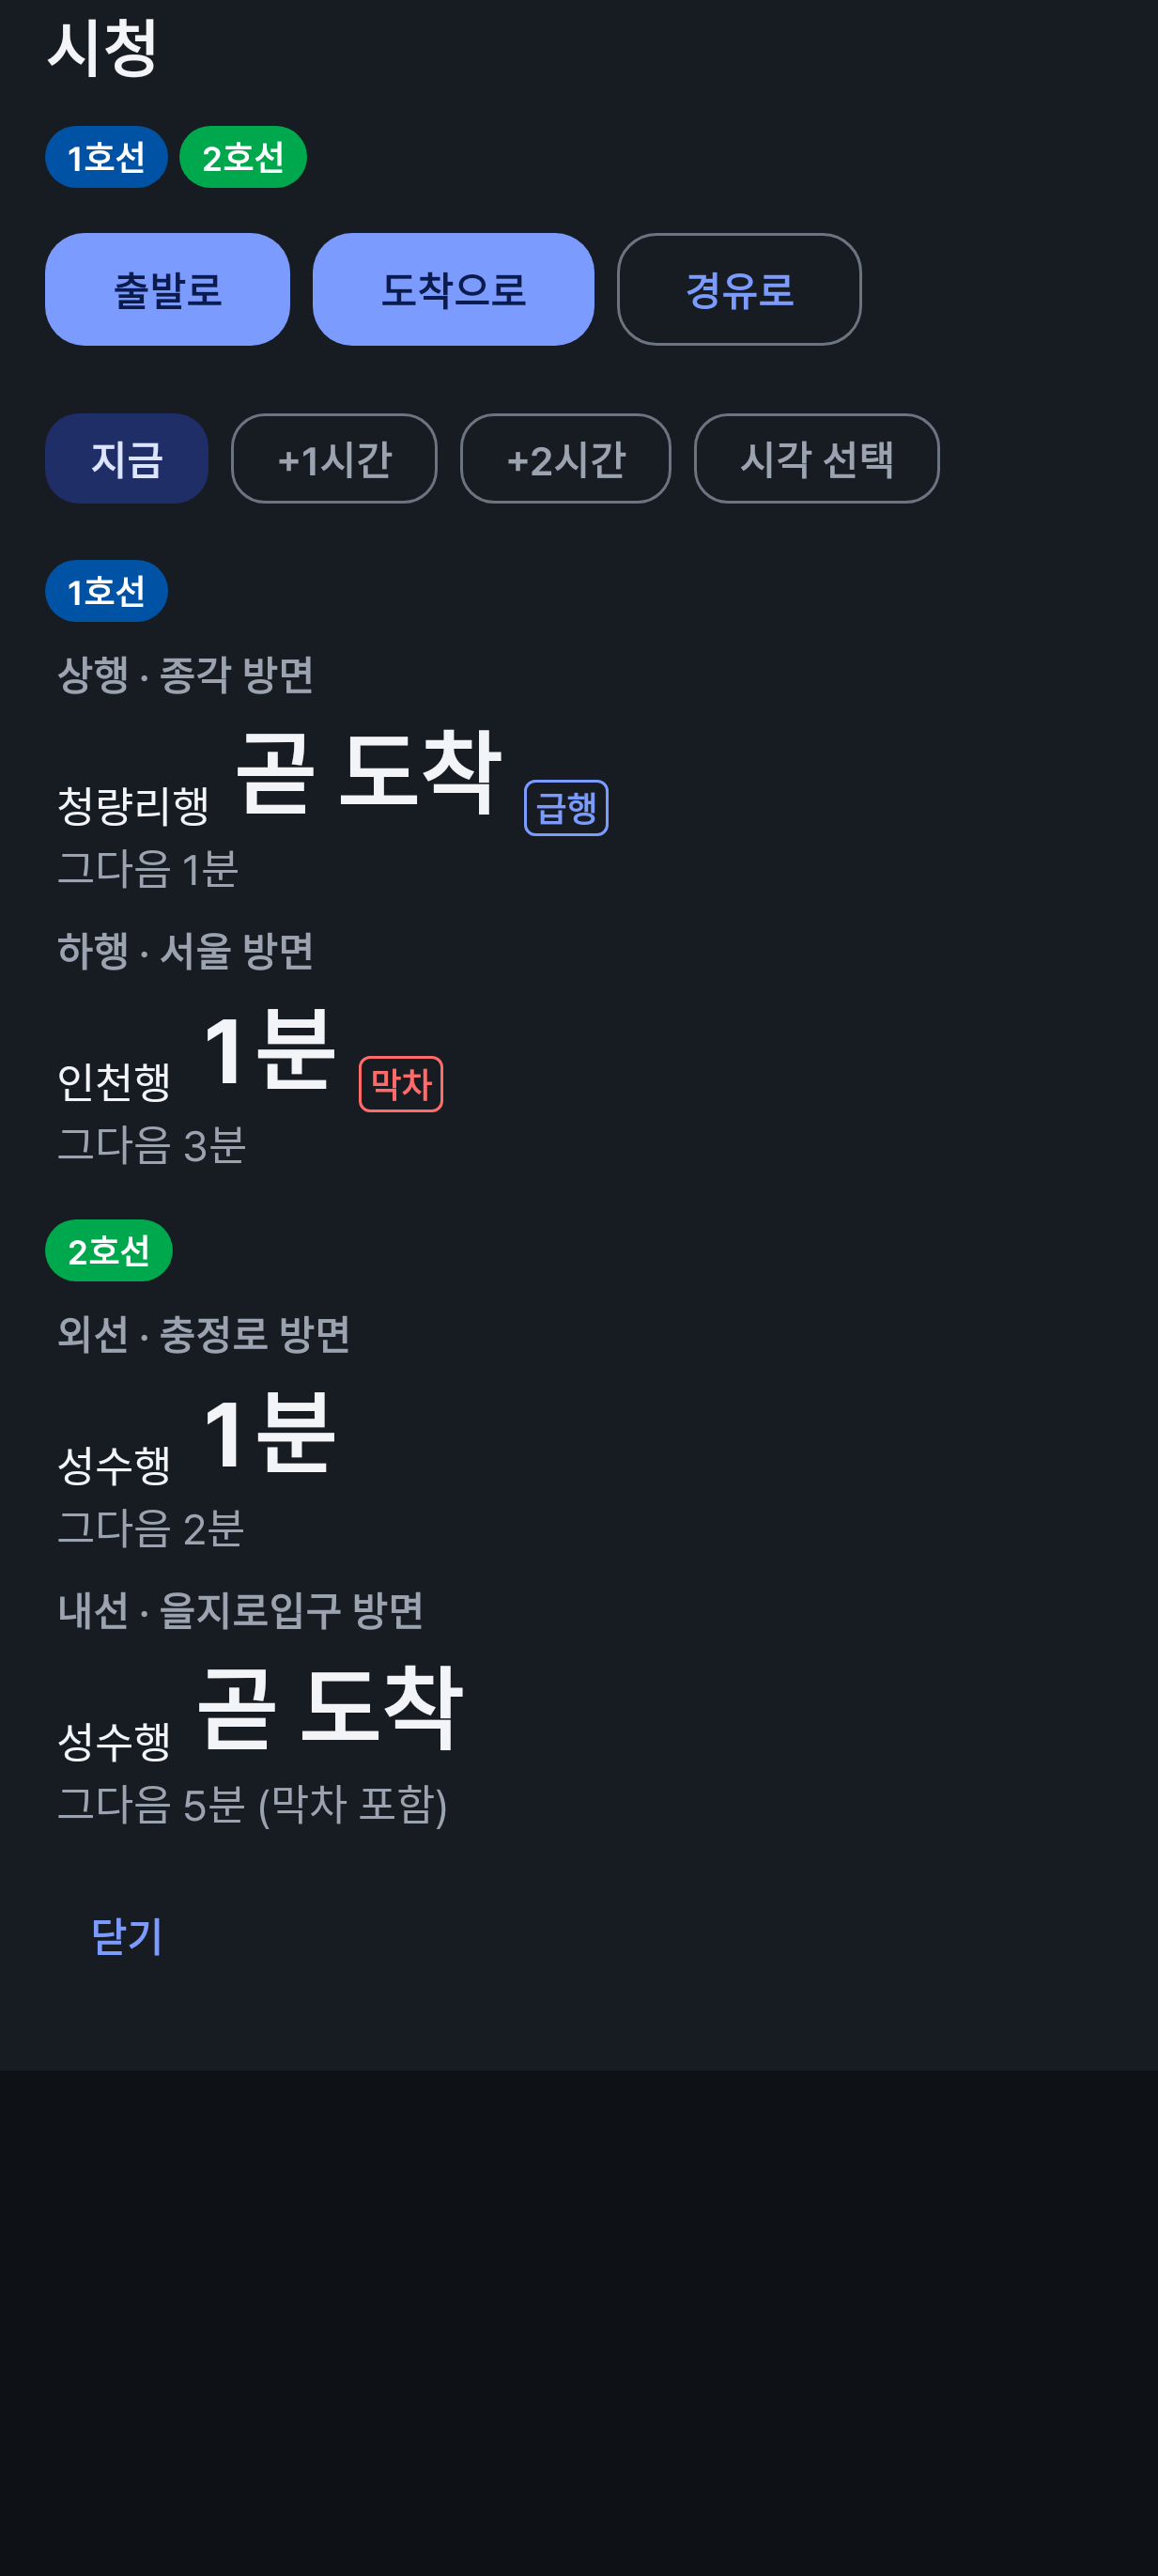 시청
1호선 2호선
출발로 도착으로 경유로
지금 +1시간 +2시간 시각 선택
1호선
상행 · 종각 방면
청량리행 곧 도착 급행
그다음 1분
하행 · 서울 방면
인천행 1분 막차
그다음 3분
2호선
외선 · 충정로 방면
성수행 1분
그다음 2분
내선 · 을지로입구 방면
성수행 곧 도착
그다음 5분 (막차 포함)
닫기